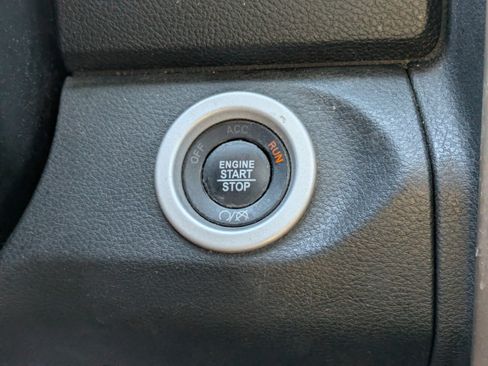 OFF
ACC
RUN
ENGINE
START
STOP